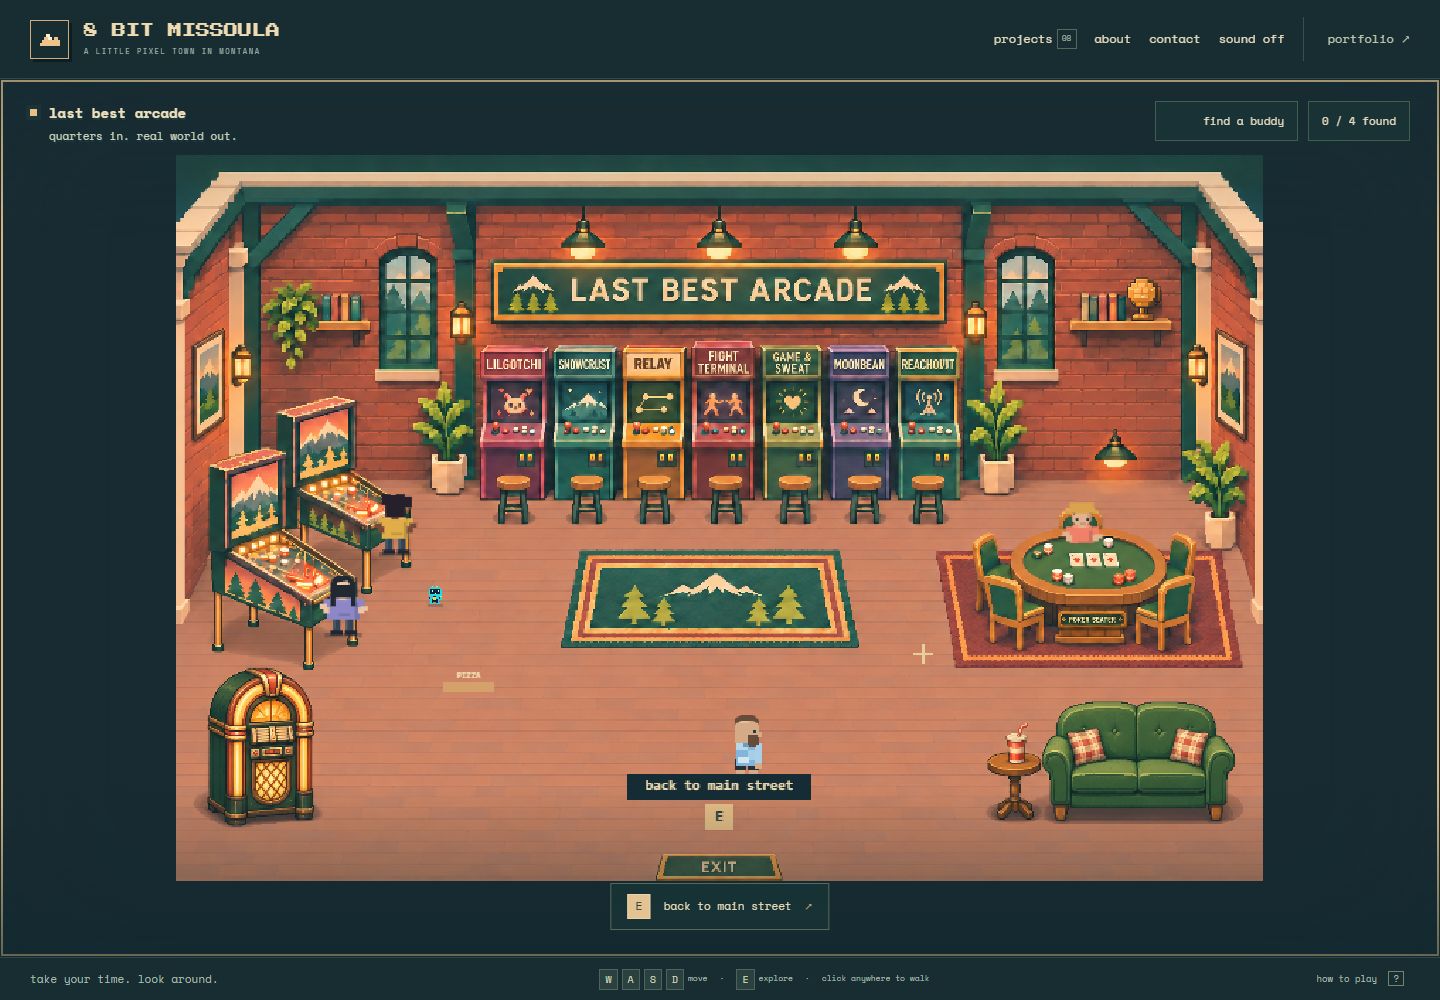 8 BIT MISSOULA
A LITTLE PIXEL TOWN IN MONTANA
projects 08 about contact sound off portfolio ↗
last best arcade
quarters in. real world out.
find a buddy
0 / 4 found
LAST BEST ARCADE
LILGOTCHI
SNOWCRUST
RELAY
FIGHT
TERMINAL
GAME &
SWEAT
MOONBEAN
POKER
PIZZA
back to main street
E
EXIT
E back to main street ↗
take your time. look around.
W A S D move · E explore · click anywhere to walk
how to play ?